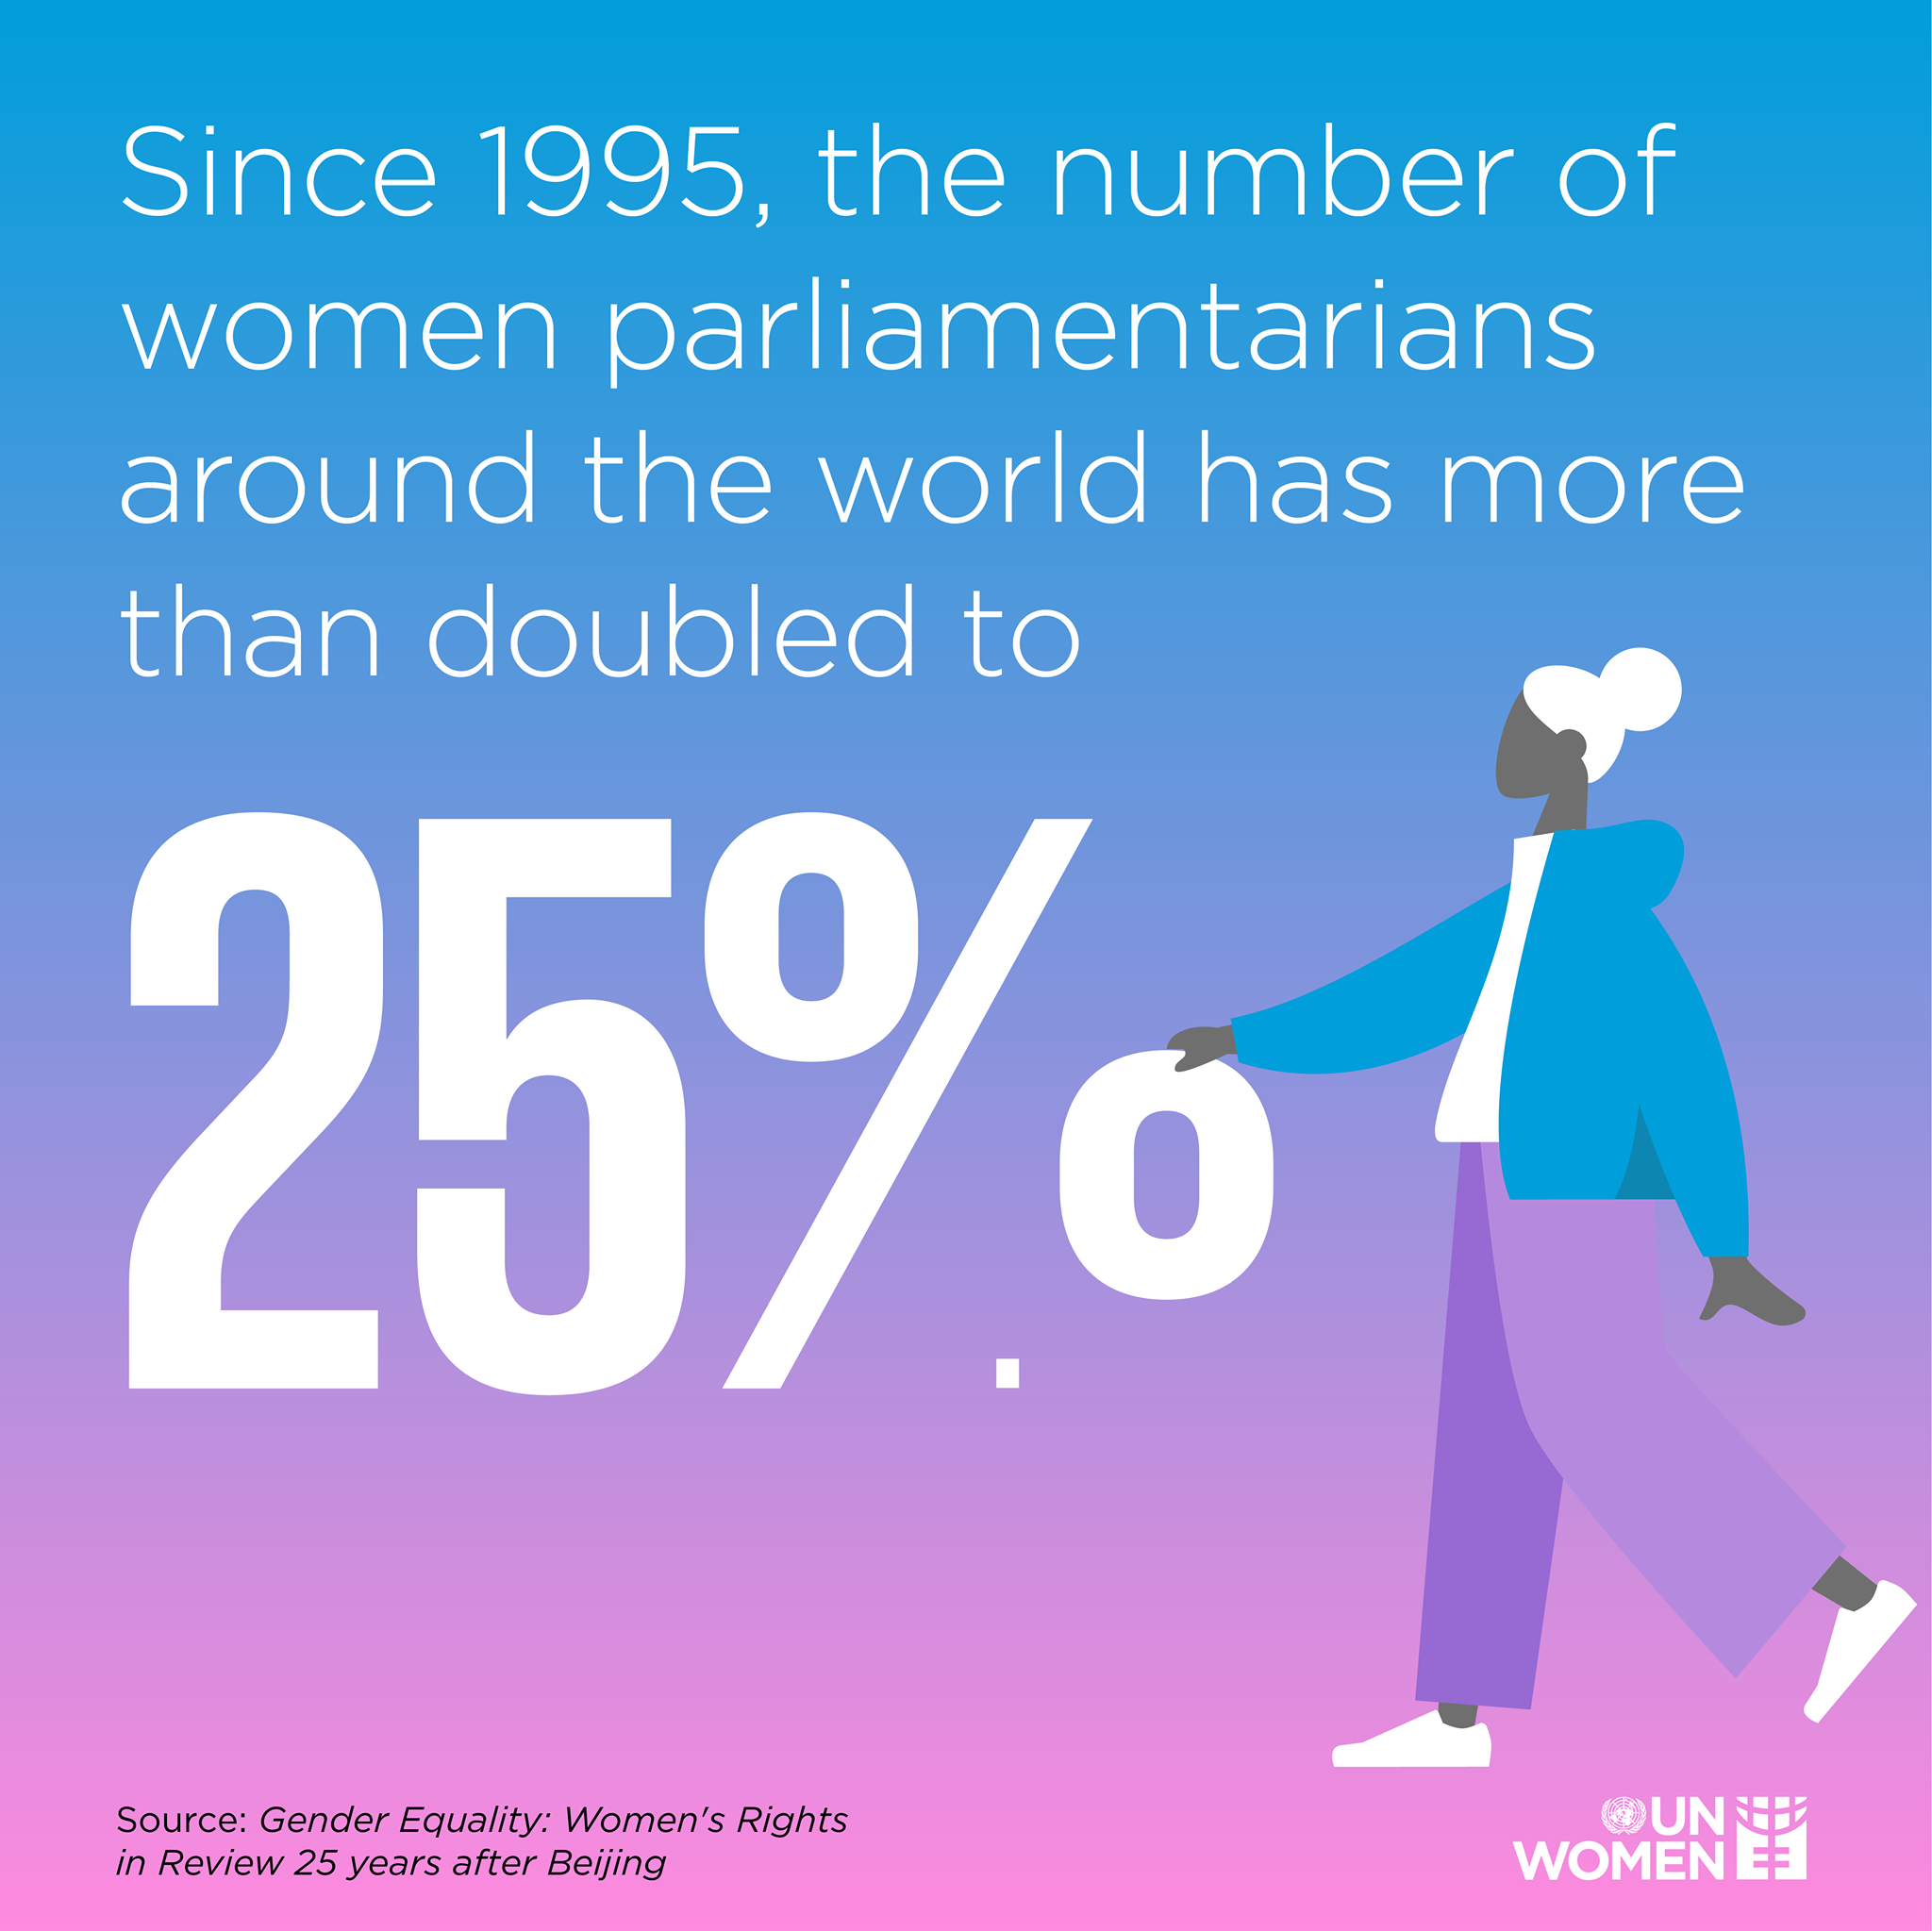 Since 1995, the number of
women parliamentarians
around the world has more
than doubled to
25%.
Source: Gender Equality: Women's Rights
in Review 25 years after Beijing
UN
WOMEN